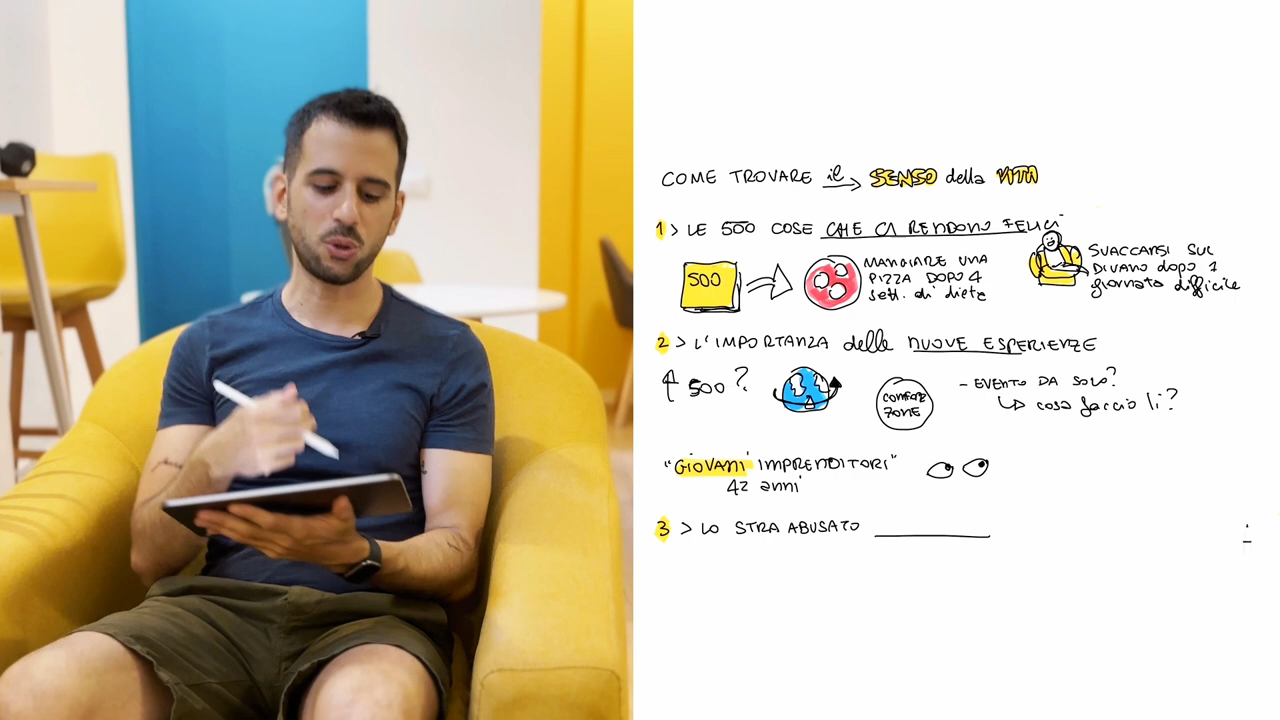 COME TROVARE il SENSO della VITA
1> LE 500 COSE CHE CI RENDONO FELICI
500
MANGIARE UNA
PIZZA DOPO 4
sett. di dieta
SVACCARSI SUL
DIVANO dopo 1
giornata difficile
2> L'IMPORTANZA delle NUOVE ESPERIENZE
500?
COMFORT
ZONE
- EVENTO DA SOLO?
cosa faccio lì?
"GIOVANI IMPRENDITORI"
42 anni
3> LO STRA ABUSATO